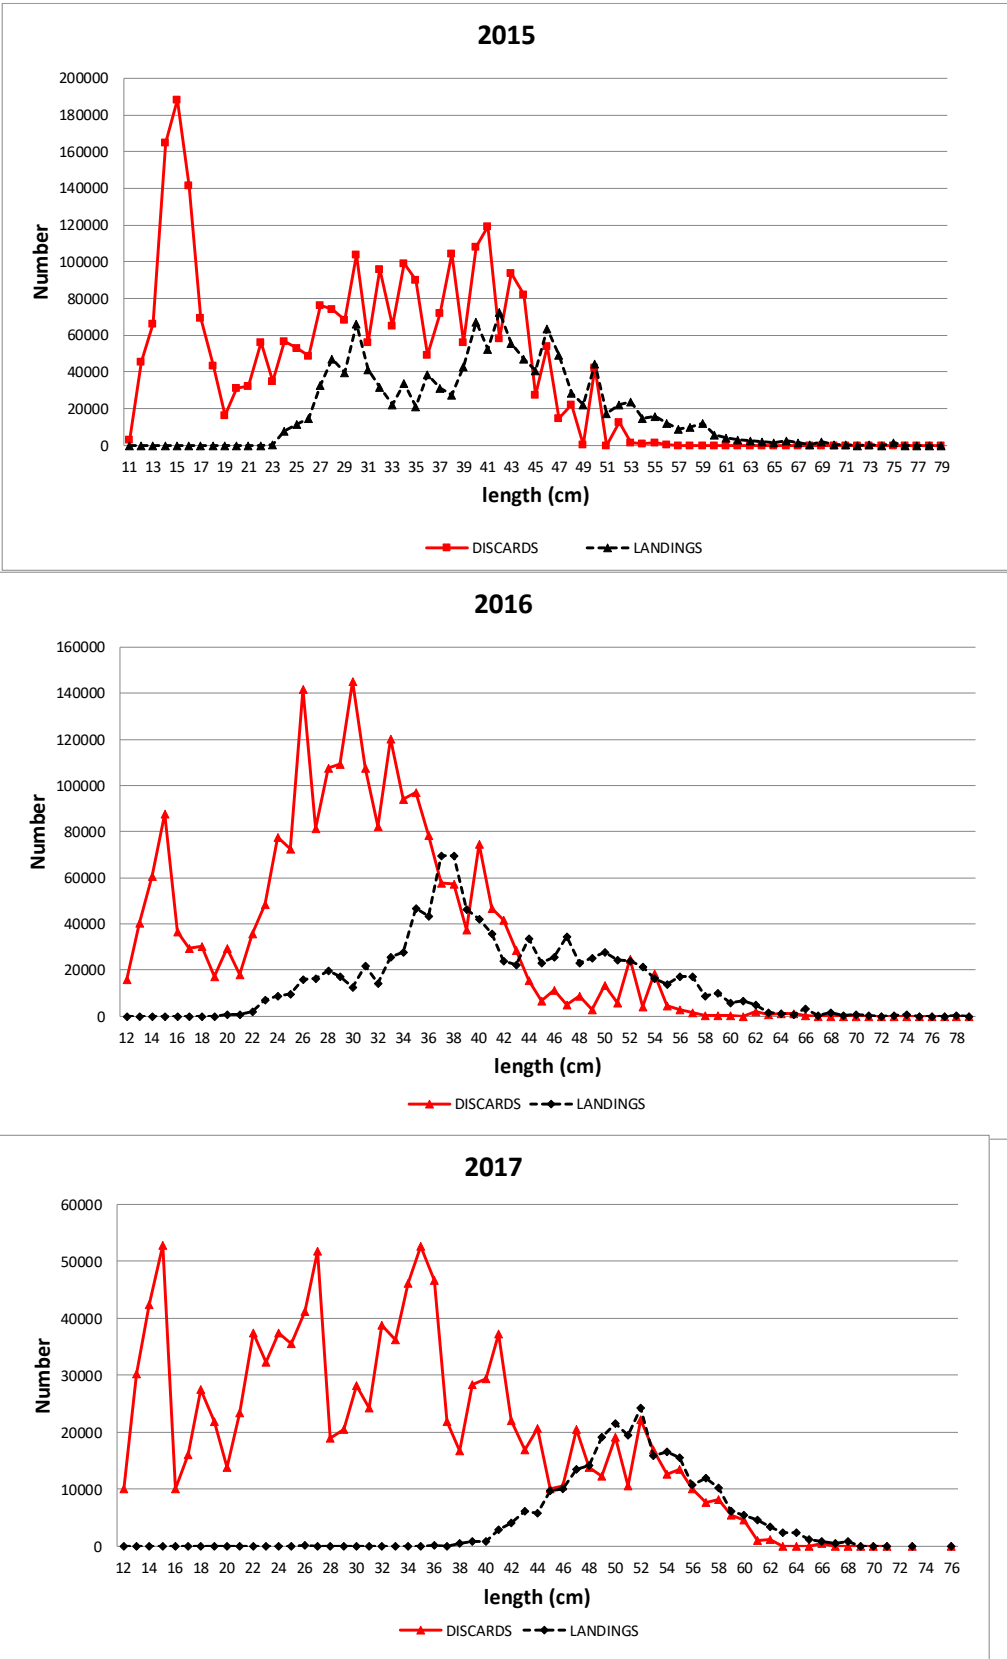 2015
200000
180000
160000
140000
120000
100000
80000
60000
40000
20000
0
Number
11 13 15 17 19 21 23 25 27 29 31 33 35 37 39 41 43 45 47 49 51 53 55 57 59 61 63 65 67 69 71 73 75 77 79
length (cm)
DISCARDS LANDINGS
2016
160000
140000
120000
100000
80000
60000
40000
20000
0
Number
12 14 16 18 20 22 24 26 28 30 32 34 36 38 40 42 44 46 48 50 52 54 56 58 60 62 64 66 68 70 72 74 76 78
length (cm)
DISCARDS LANDINGS
2017
60000
50000
40000
30000
20000
10000
0
Number
12 14 16 18 20 22 24 26 28 30 32 34 36 38 40 42 44 46 48 50 52 54 56 58 60 62 64 66 68 70 72 74 76
length (cm)
DISCARDS LANDINGS